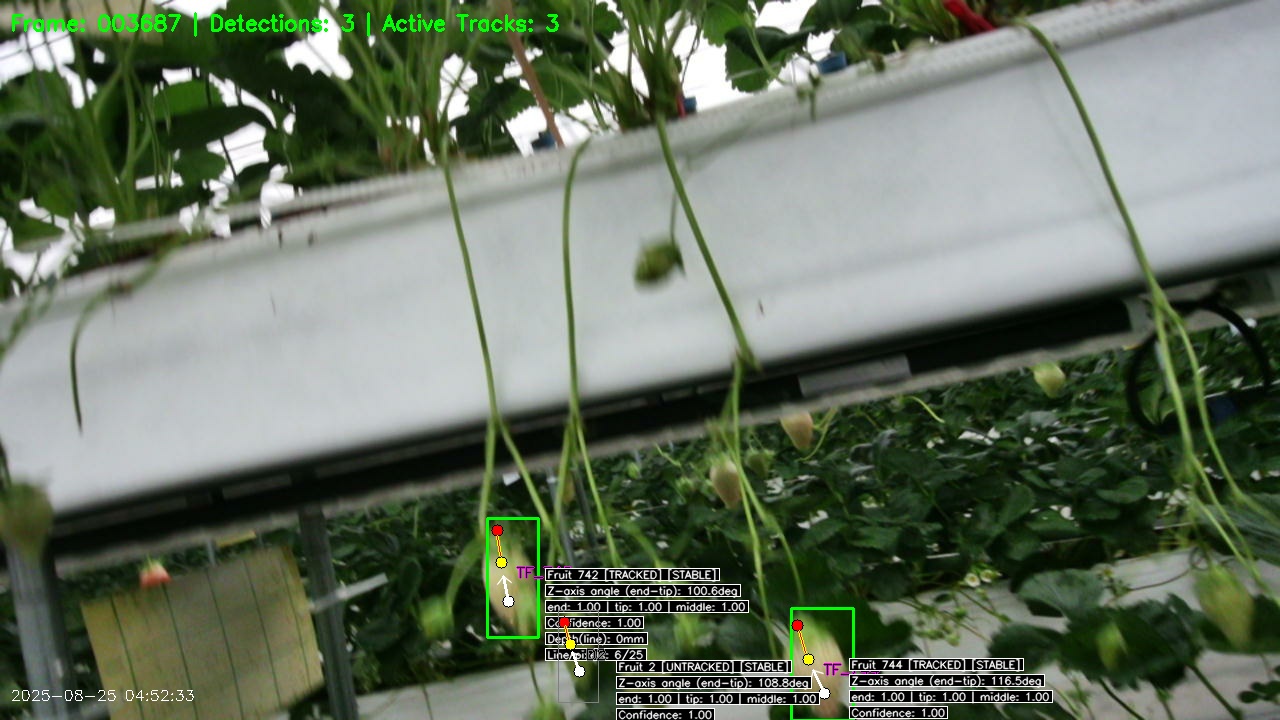 Frame: 003687 | Detections: 3 | Active Tracks: 3
Fruit 742 [TRACKED] [STABLE]
Z-axis angle (end-tip): 100.6deg
end: 1.00 | tip: 1.00 | middle: 1.00
Confidence: 1.00
Depth(line): 0mm
6/25
Fruit 2 [UNTRACKED] [STABLE]
Z-axis angle (end-tip): 108.8deg
end: 1.00 | tip: 1.00 | middle: 1.00
Confidence: 1.00
Fruit 744 [TRACKED] [STABLE]
Z-axis angle (end-tip): 116.5deg
end: 1.00 | tip: 1.00 | middle: 1.00
Confidence: 1.00
2025-08-25 04:52:33